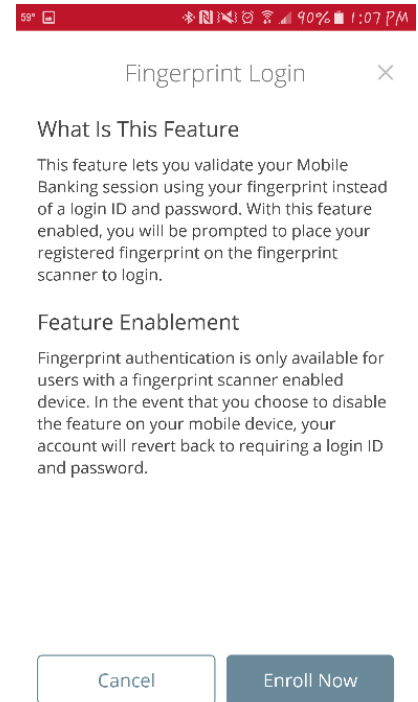 59° 90% 1:07 PM
Fingerprint Login
What Is This Feature
This feature lets you validate your Mobile
Banking session using your fingerprint instead
of a login ID and password. With this feature
enabled, you will be prompted to place your
registered fingerprint on the fingerprint
scanner to login.
Feature Enablement
Fingerprint authentication is only available for
users with a fingerprint scanner enabled
device. In the event that you choose to disable
the feature on your mobile device, your
account will revert back to requiring a login ID
and password.
Cancel Enroll Now